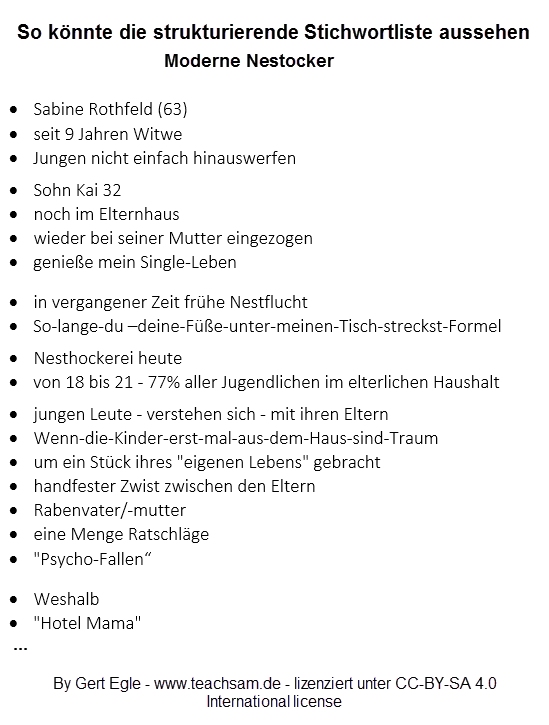 So könnte die strukturierende Stichwortliste aussehen
Moderne Nestocker
• Sabine Rothfeld (63)
• seit 9 Jahren Witwe
• Jungen nicht einfach hinauswerfen
• Sohn Kai 32
• noch im Elternhaus
• wieder bei seiner Mutter eingezogen
• genieße mein Single-Leben
• in vergangener Zeit frühe Nestflucht
• So-lange-du –deine-Füße-unter-meinen-Tisch-streckst-Formel
• Nesthockerei heute
• von 18 bis 21 - 77% aller Jugendlichen im elterlichen Haushalt
• jungen Leute - verstehen sich - mit ihren Eltern
• Wenn-die-Kinder-erst-mal-aus-dem-Haus-sind-Traum
• um ein Stück ihres "eigenen Lebens" gebracht
• handfester Zwist zwischen den Eltern
• Rabenvater/-mutter
• eine Menge Ratschläge
• "Psycho-Fallen“
• Weshalb
• "Hotel Mama"
...
By Gert Egle - www.teachsam.de - lizenziert unter CC-BY-SA 4.0
International license